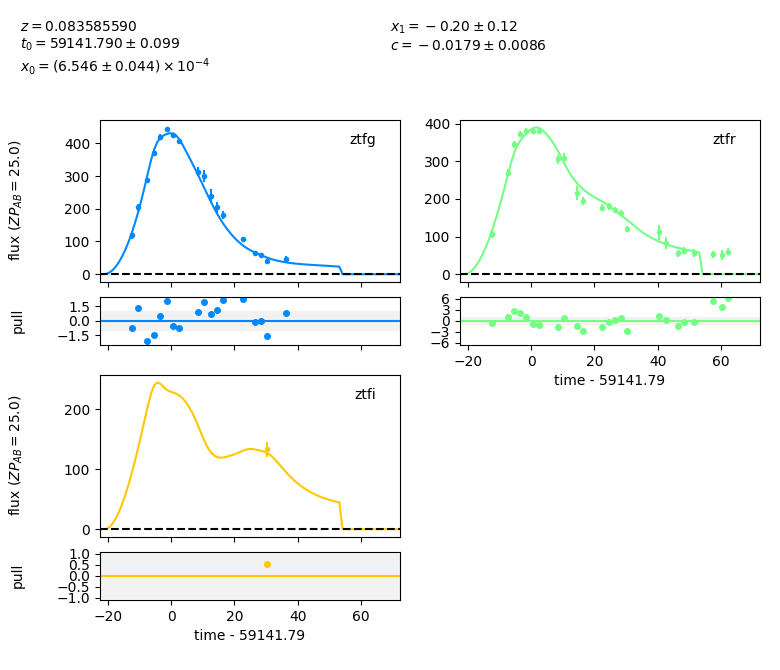 z = 0.083585590
t₀ = 59141.790 ± 0.099
x₀ = (6.546 ± 0.044) × 10⁻⁴
x₁ = −0.20 ± 0.12
c = −0.0179 ± 0.0086
flux (ZP_AB = 25.0)
400
300
200
100
0
ztfg
400
300
200
100
0
ztfr
pull
1.5
0.0
−1.5
6
3
0
−3
−6
−20 0 20 40 60
time - 59141.79
flux (ZP_AB = 25.0)
200
100
0
ztfi
pull
1.0
0.5
0.0
−0.5
−1.0
−20 0 20 40 60
time - 59141.79